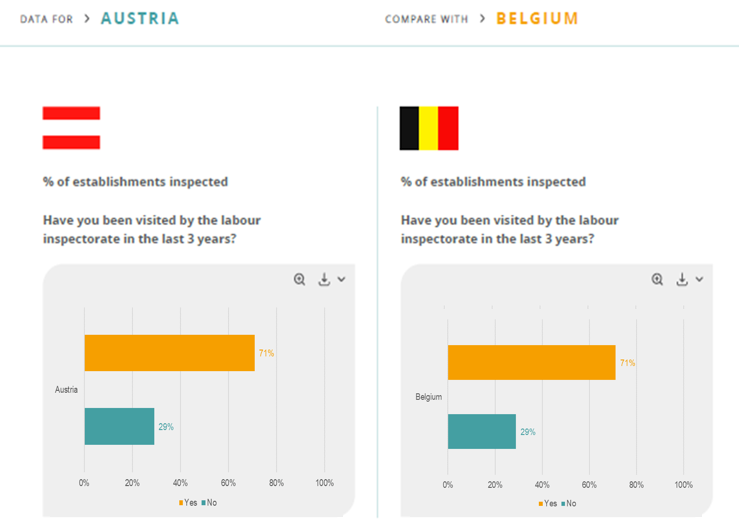 DATA FOR > AUSTRIA
COMPARE WITH > BELGIUM
% of establishments inspected
Have you been visited by the labour
inspectorate in the last 3 years?
71%
Austria
29%
0% 20% 40% 60% 80% 100%
Yes No
% of establishments inspected
Have you been visited by the labour
inspectorate in the last 3 years?
71%
Belgium
29%
0% 20% 40% 60% 80% 100%
Yes No